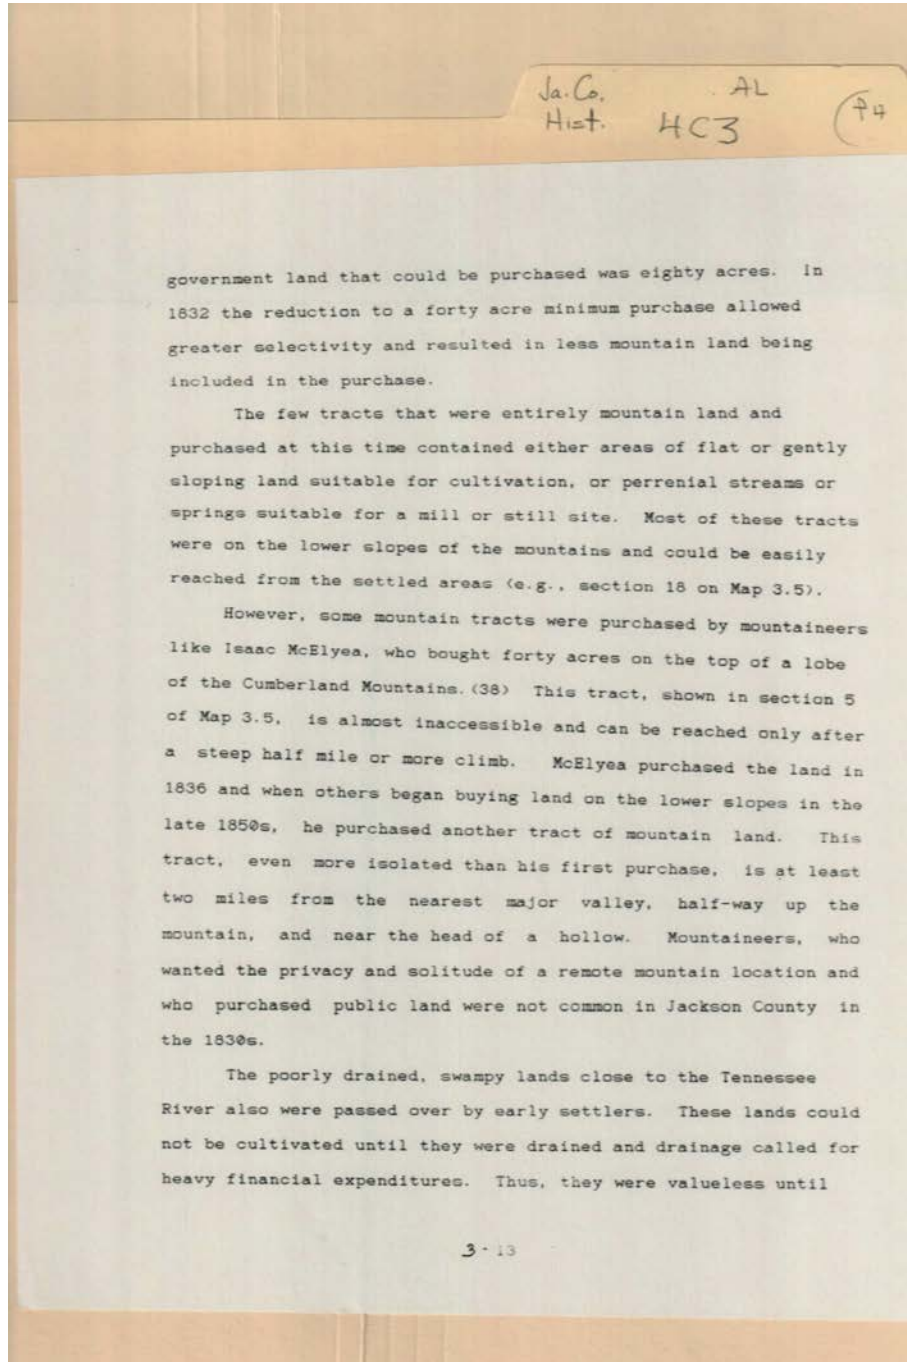 Ja. Co. AL
Hist. 4C3 P4
government land that could be purchased was eighty acres. In
1832 the reduction to a forty acre minimum purchase allowed
greater selectivity and resulted in less mountain land being
included in the purchase.
The few tracts that were entirely mountain land and
purchased at this time contained either areas of flat or gently
sloping land suitable for cultivation, or perrenial streams or
springs suitable for a mill or still site. Most of these tracts
were on the lower slopes of the mountains and could be easily
reached from the settled areas (e.g., section 18 on Map 3.5).
However, some mountain tracts were purchased by mountaineers
like Isaac McElyea, who bought forty acres on the top of a lobe
of the Cumberland Mountains.(38) This tract, shown in section 5
of Map 3.5, is almost inaccessible and can be reached only after
a steep half mile or more climb. McElyea purchased the land in
1836 and when others began buying land on the lower slopes in the
late 1850s, he purchased another tract of mountain land. This
tract, even more isolated than his first purchase, is at least
two miles from the nearest major valley, half-way up the
mountain, and near the head of a hollow. Mountaineers, who
wanted the privacy and solitude of a remote mountain location and
who purchased public land were not common in Jackson County in
the 1830s.
The poorly drained, swampy lands close to the Tennessee
River also were passed over by early settlers. These lands could
not be cultivated until they were drained and drainage called for
heavy financial expenditures. Thus, they were valueless until
3-13